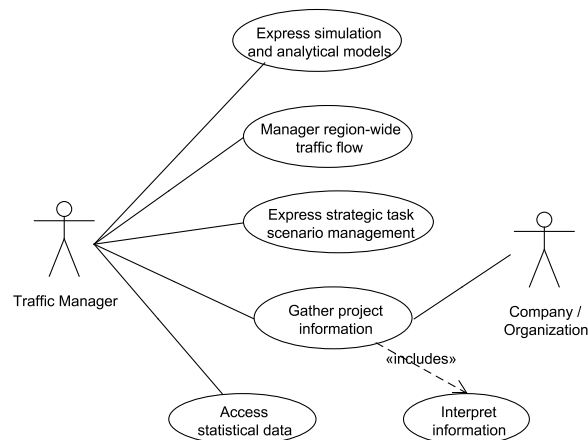 Express simulation
and analytical models
Manager region-wide
traffic flow
Express strategic task
scenario management
Traffic Manager
Gather project
information
Company /
Organization
«includes»
Access
statistical data
Interpret
information